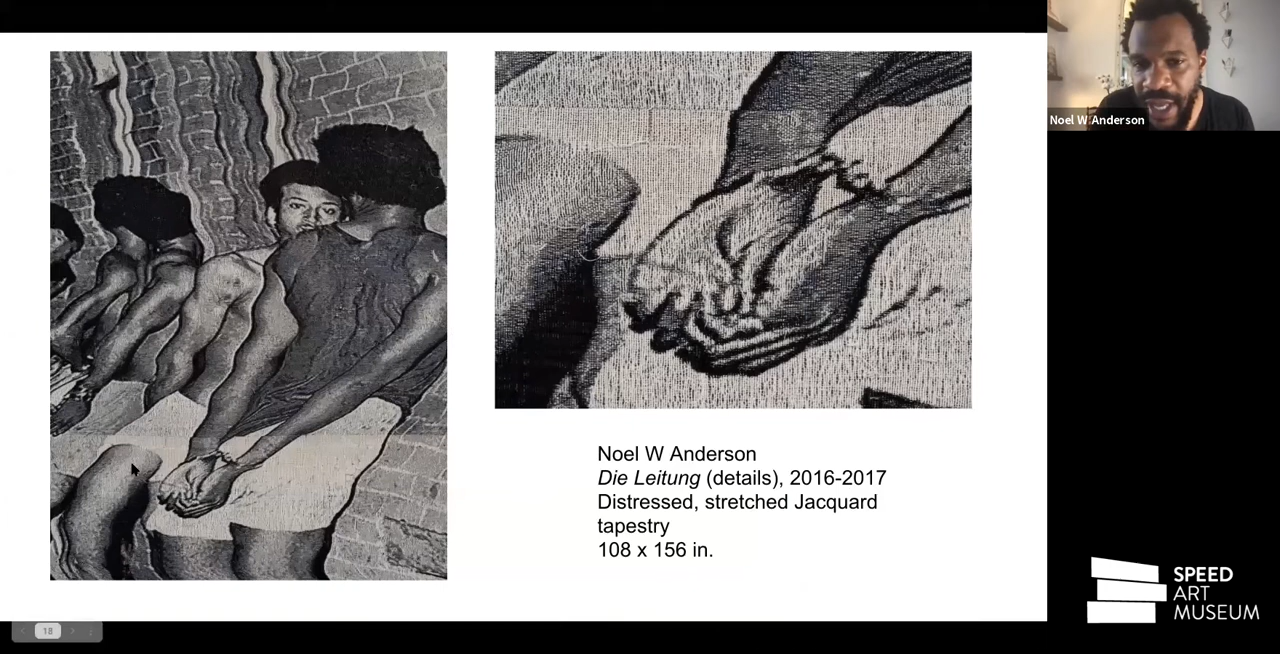 Noel W Anderson
Noel W Anderson
Die Leitung (details), 2016-2017
Distressed, stretched Jacquard
tapestry
108 x 156 in.
SPEED
ART
MUSEUM
18